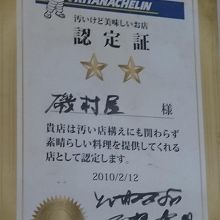 KITANACHELIN
汚いけど美味しいお店
認定証
磯村屋 様
貴店は汚い店構えにも関わらず
素晴らしい料理を提供してくれる
店として認定します。
2010/2/12